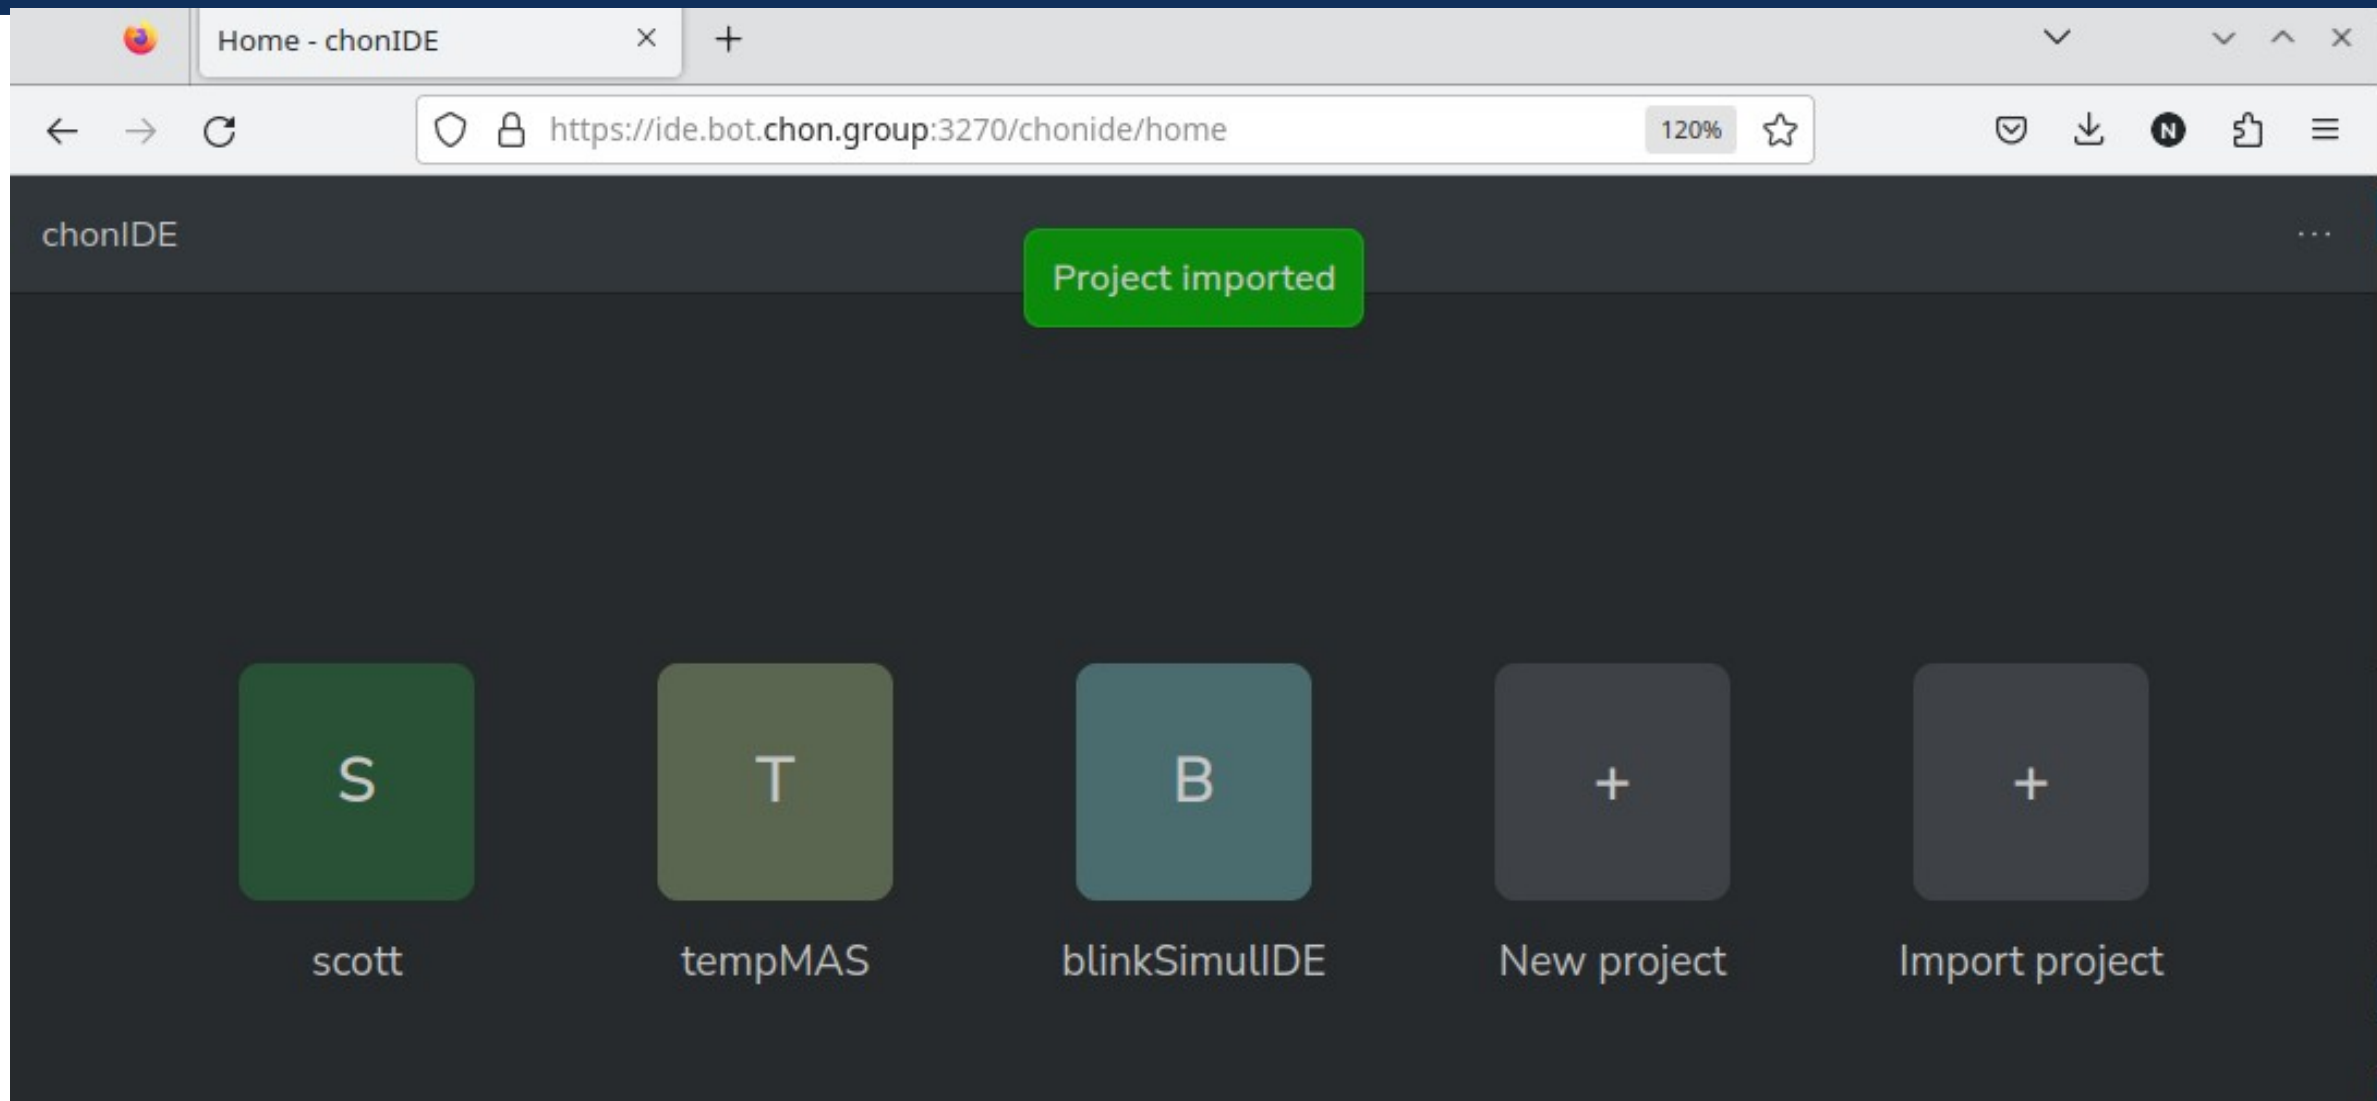 Home - chonIDE
https://ide.bot.chon.group:3270/chonide/home
120%
N
chonIDE
...
Project imported
S
T
B
+
+
scott
tempMAS
blinkSimulIDE
New project
Import project